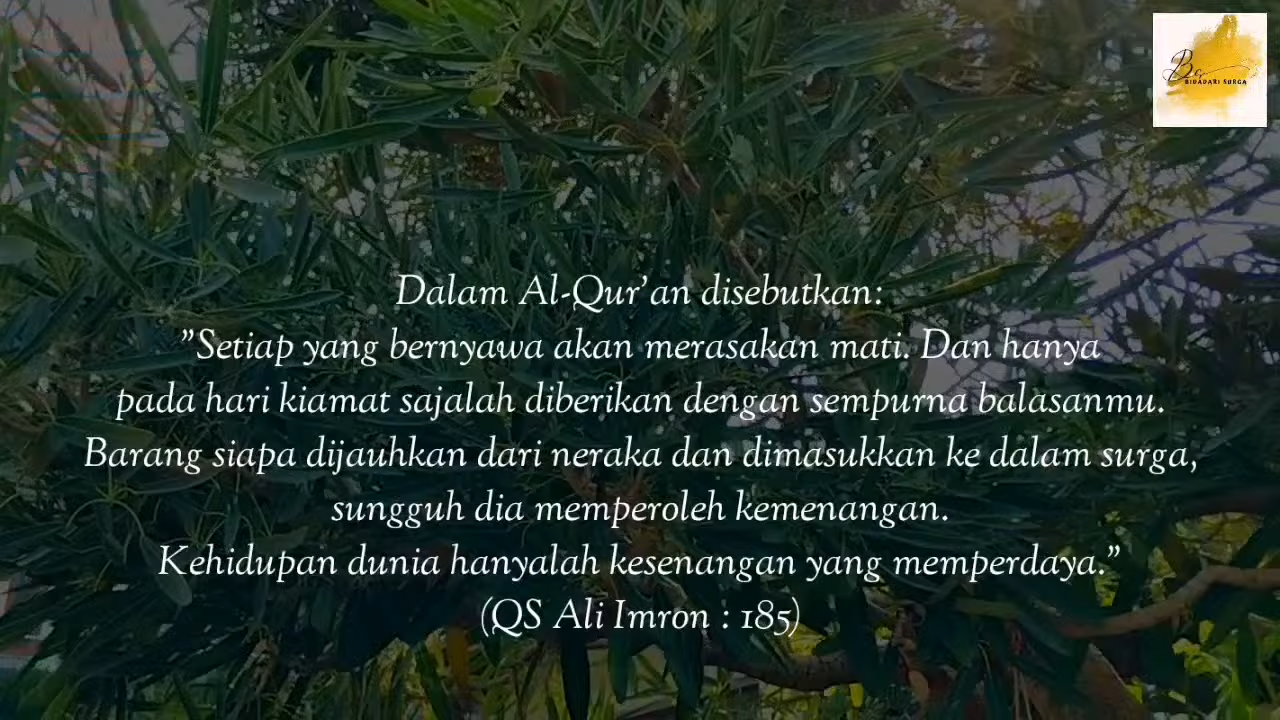 BIDADARI SURGA
Dalam Al-Qur'an disebutkan:
"Setiap yang bernyawa akan merasakan mati. Dan hanya
pada hari kiamat sajalah diberikan dengan sempurna balasanmu.
Barang siapa dijauhkan dari neraka dan dimasukkan ke dalam surga,
sungguh dia memperoleh kemenangan.
Kehidupan dunia hanyalah kesenangan yang memperdaya."
(QS Ali Imron : 185)